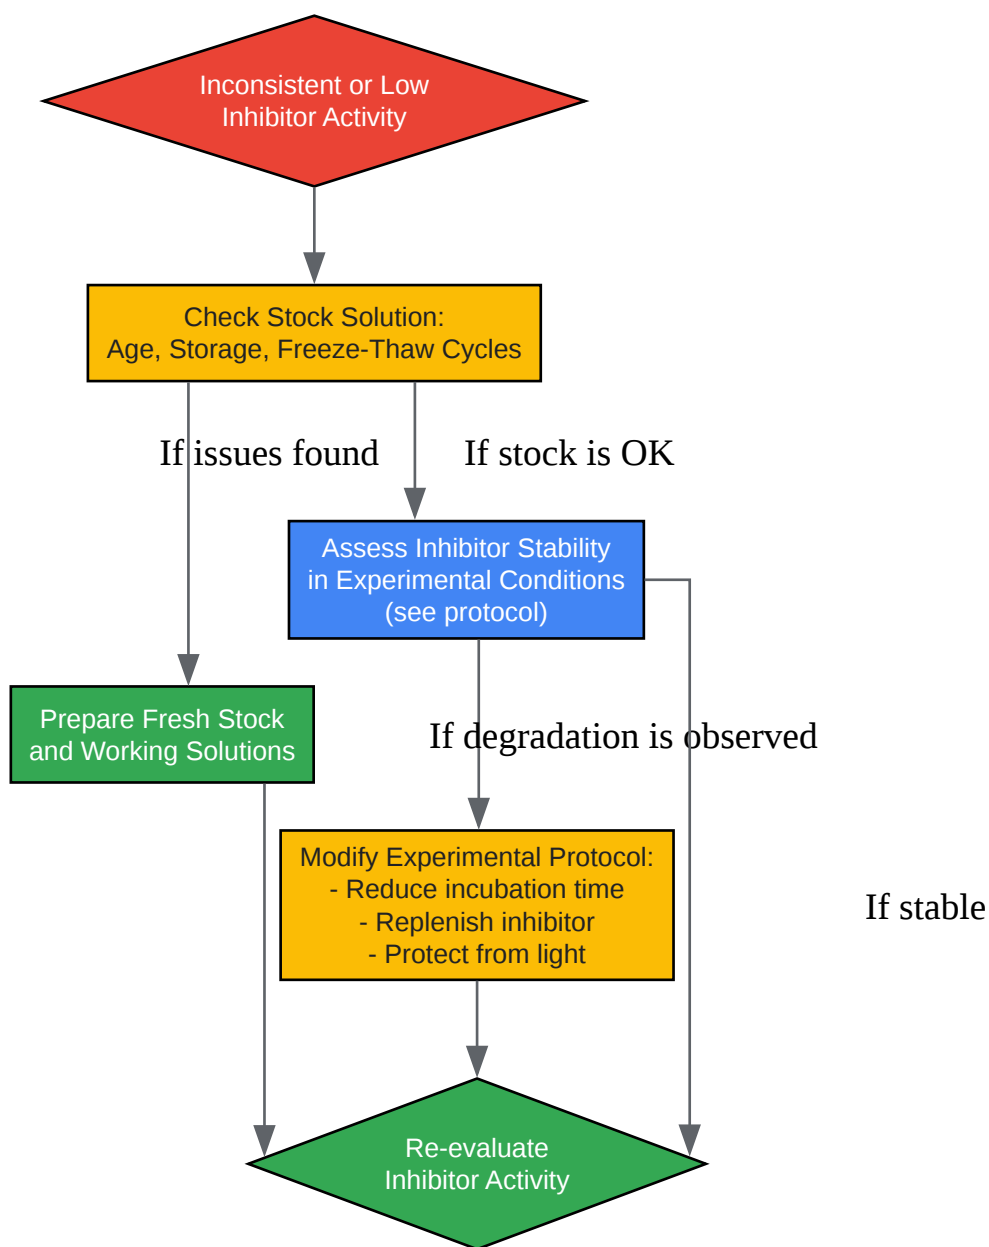 Inconsistent or Low
Inhibitor Activity
Check Stock Solution:
Age, Storage, Freeze-Thaw Cycles
If issues found
If stock is OK
Assess Inhibitor Stability
in Experimental Conditions
(see protocol)
Prepare Fresh Stock
and Working Solutions
If degradation is observed
Modify Experimental Protocol:
- Reduce incubation time
- Replenish inhibitor
- Protect from light
If stable
Re-evaluate
Inhibitor Activity